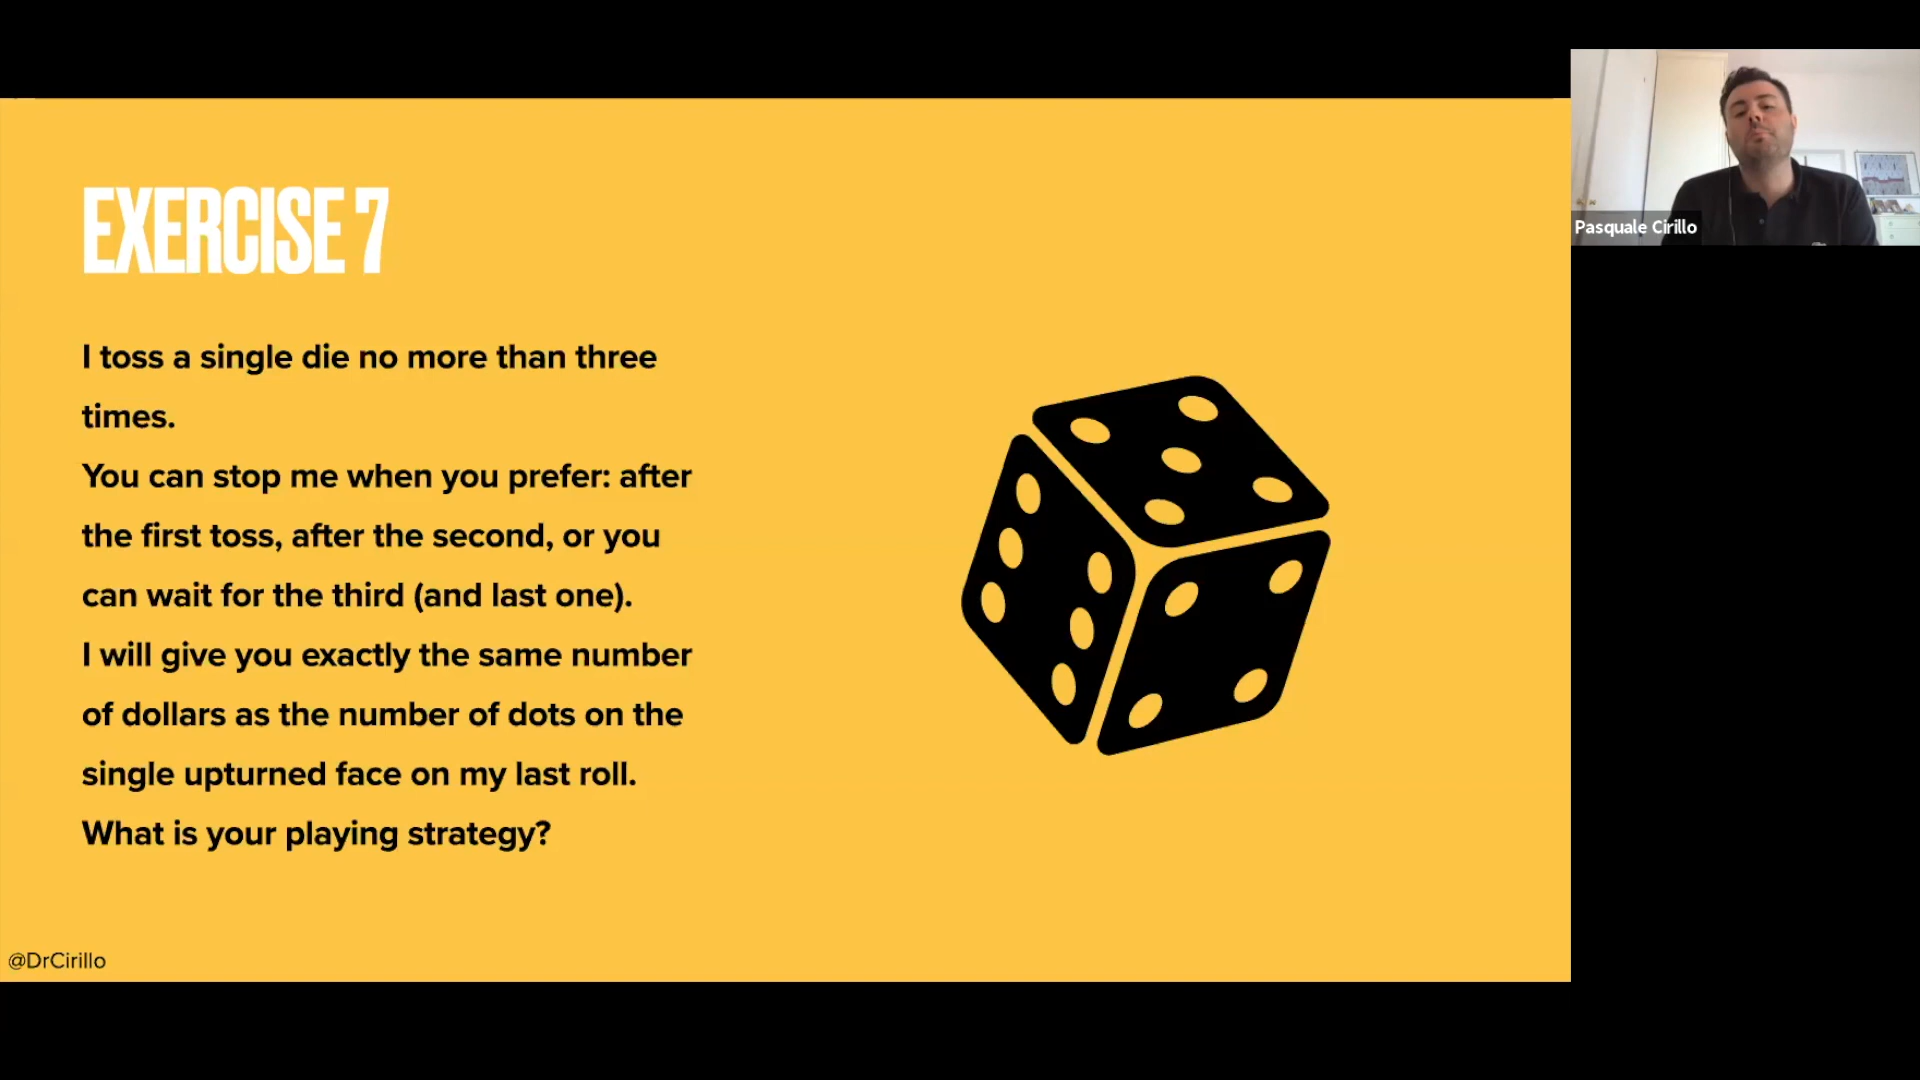 EXERCISE 7
I toss a single die no more than three
times.
You can stop me when you prefer: after
the first toss, after the second, or you
can wait for the third (and last one).
I will give you exactly the same number
of dollars as the number of dots on the
single upturned face on my last roll.
What is your playing strategy?
@DrCirillo
Pasquale Cirillo